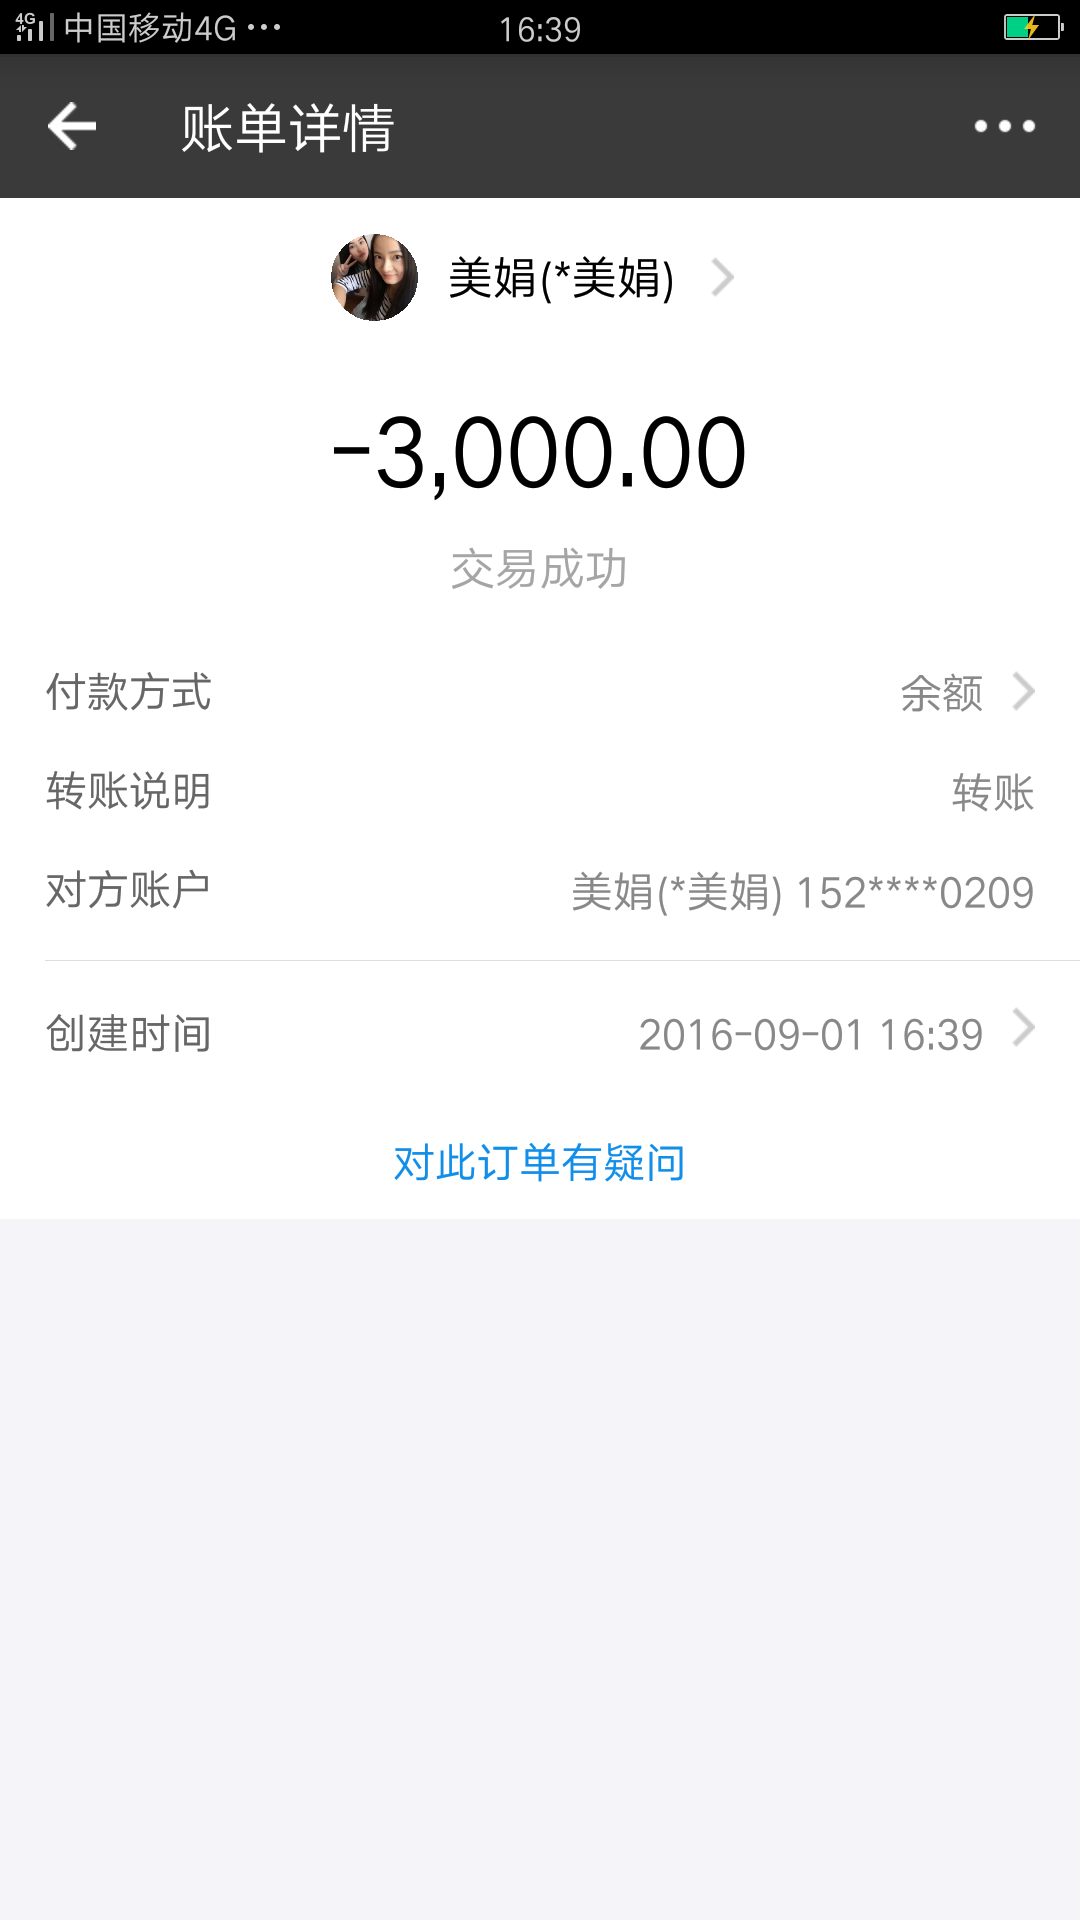 4G 中国移动4G ··· 16:39
账单详情
美娟(*美娟)
-3,000.00
交易成功
付款方式 余额
转账说明 转账
对方账户 美娟(*美娟) 152****0209
创建时间 2016-09-01 16:39
对此订单有疑问